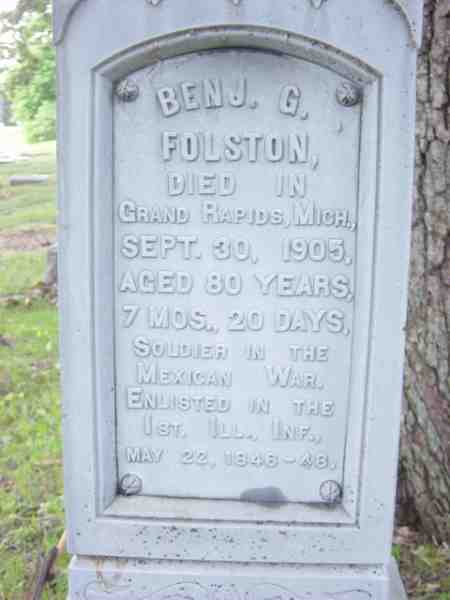 BENJ. G.
FOLSTON,
DIED IN
GRAND RAPIDS, MICH.,
SEPT. 30, 1905,
AGED 80 YEARS,
7 MOS., 20 DAYS,
SOLDIER IN THE
MEXICAN WAR.
ENLISTED IN THE
1ST. ILL., INF.,
MAY 22, 1846-48.